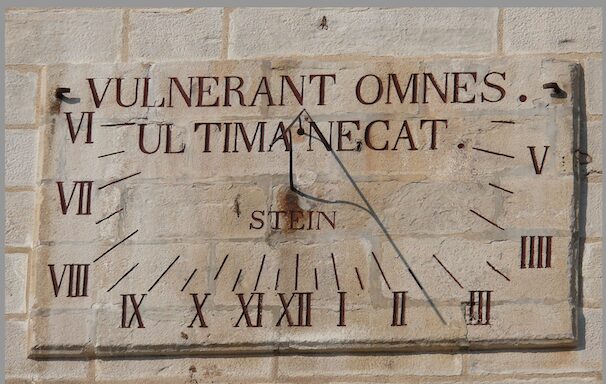 VULNERANT OMNES.
ULTIMA NECAT.
STEIN
VI
VII
VIII
IX X XI XII I II III
IIII
V